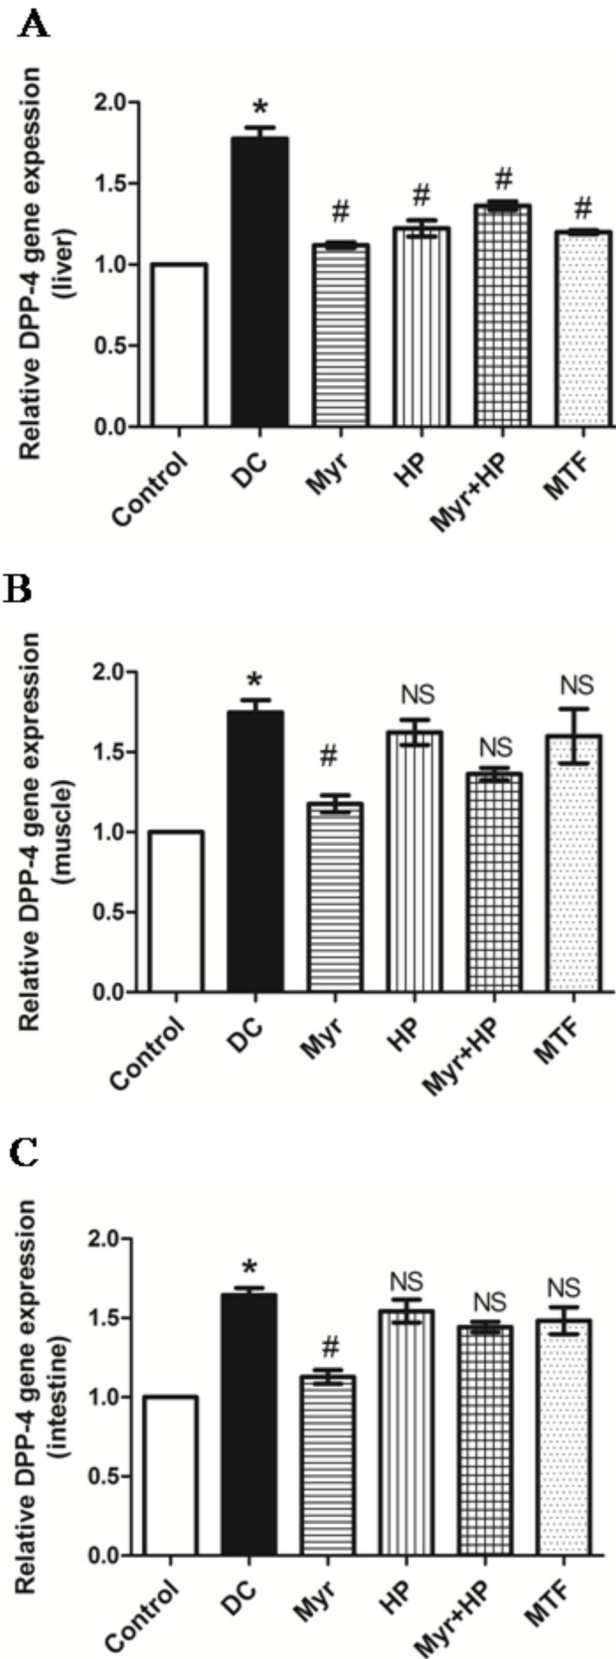 A
Relative DPP-4 gene expession
(liver)
2.0
1.5
1.0
0.5
0.0
*
#
#
#
#
Control
DC
Myr
HP
Myr+HP
MTF
B
Relative DPP-4 gene expression
(muscle)
2.0
1.5
1.0
0.5
0.0
*
#
NS
NS
NS
Control
DC
Myr
HP
Myr+HP
MTF
C
Relative DPP-4 gene expression
(intestine)
2.0
1.5
1.0
0.5
0.0
*
#
NS
NS
NS
Control
DC
Myr
HP
Myr+HP
MTF